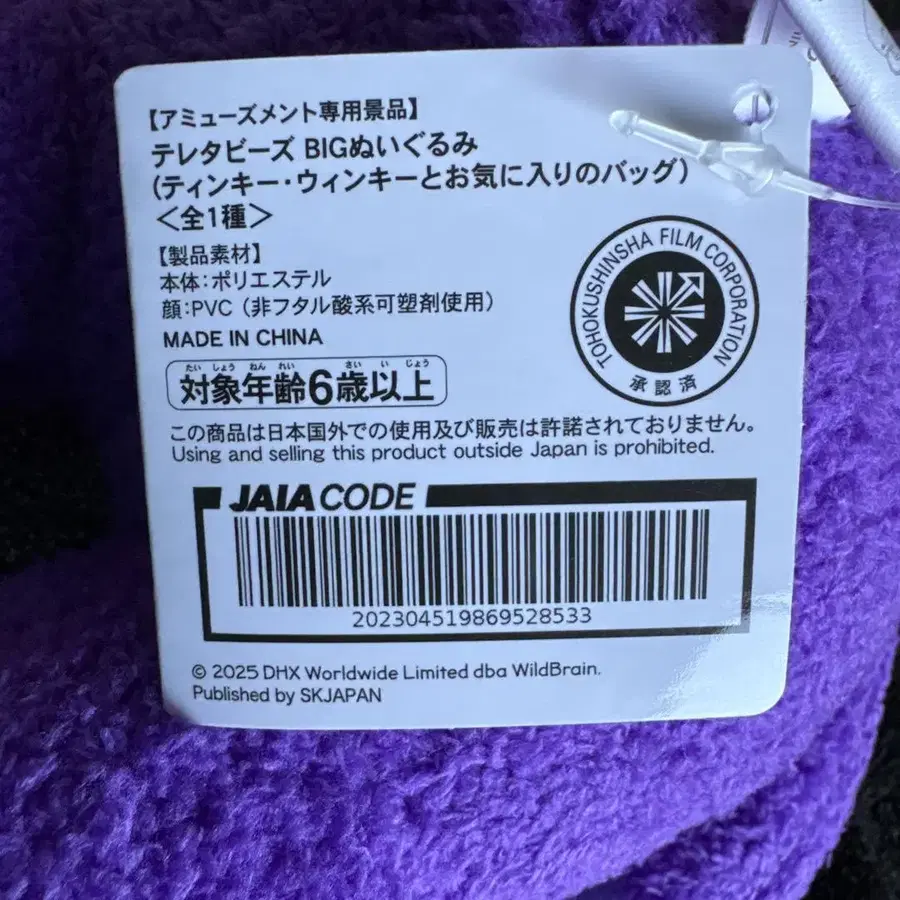 【アミューズメント専用景品】
テレタビーズ BIGぬいぐるみ
(ティンキー・ウィンキーとお気に入りのバッグ)
＜全1種＞
【製品素材】
本体:ポリエステル
顔:PVC（非フタル酸系可塑剤使用）
MADE IN CHINA
たい しょう ねん れい さい い じょう
対象年齢6歳以上
TOHOKUSHINSHA FILM CORPORATION
承認済
この商品は日本国外での使用及び販売は許諾されておりません。
Using and selling this product outside Japan is prohibited.
JAIA CODE
202304519869528533
© 2025 DHX Worldwide Limited dba WildBrain.
Published by SKJAPAN